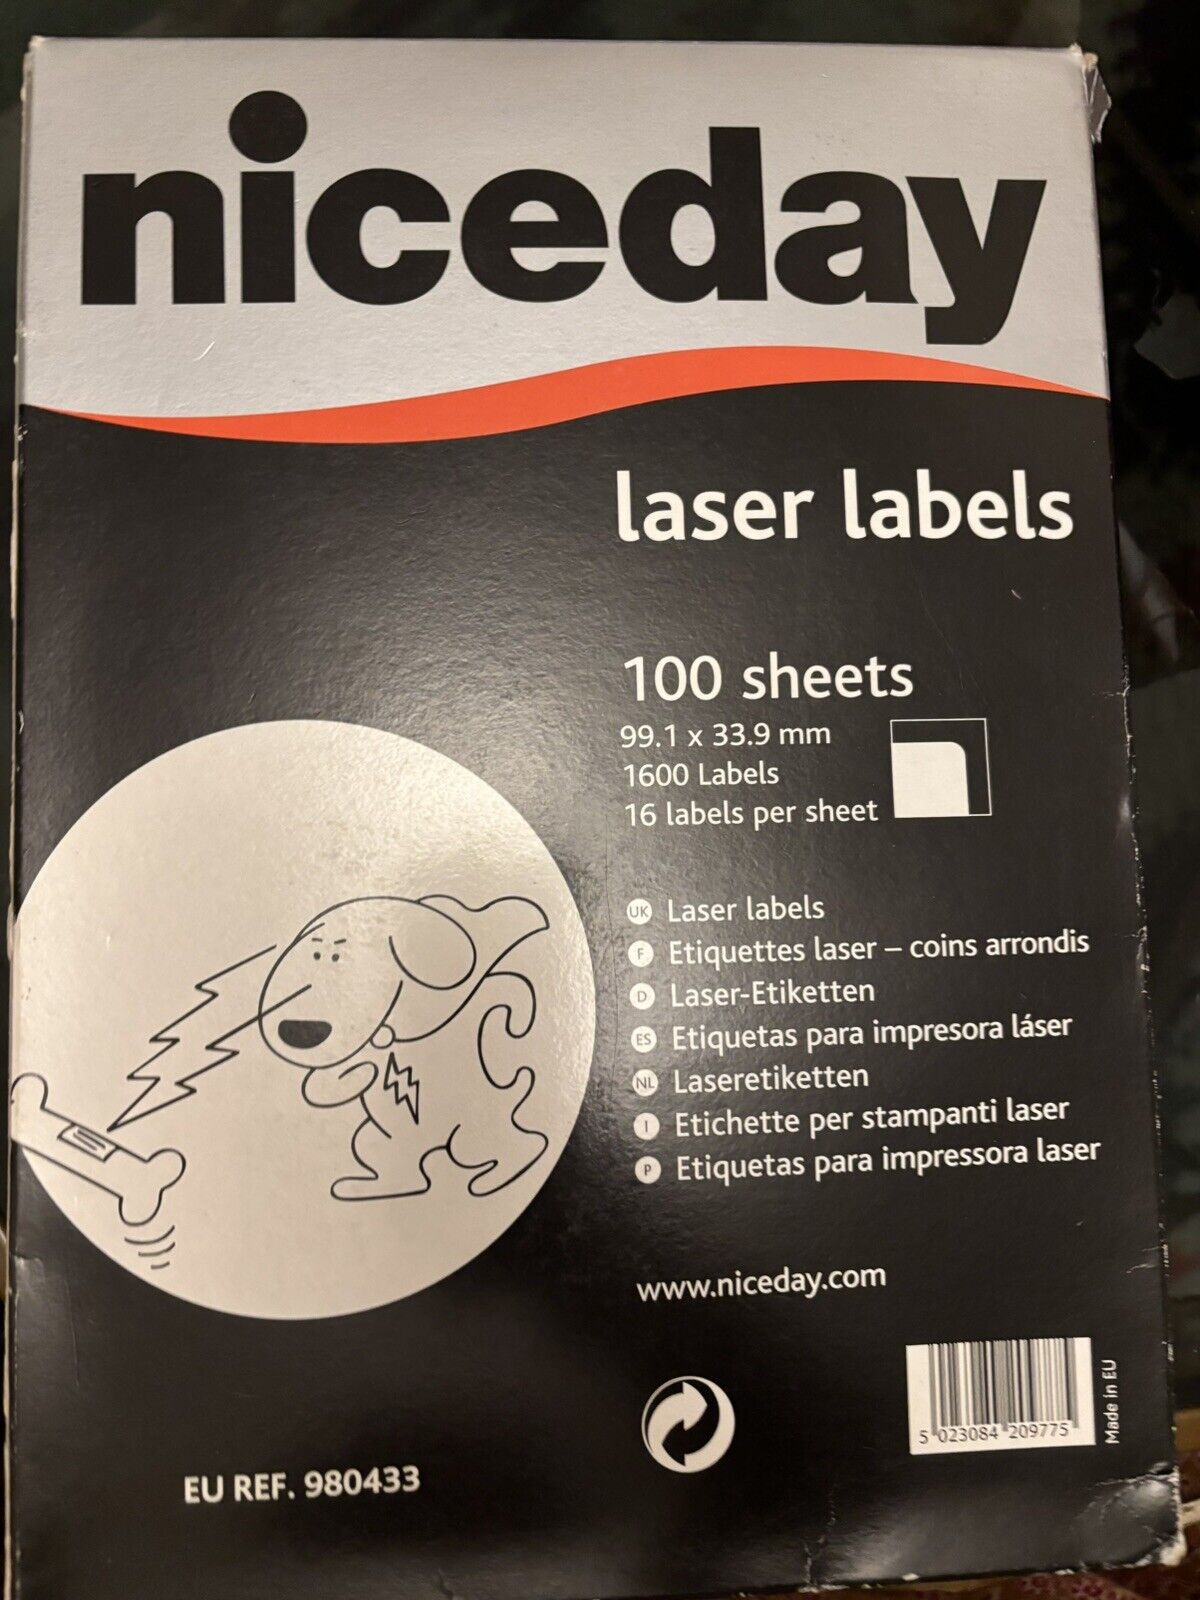 niceday
laser labels
100 sheets
99.1 x 33.9 mm
1600 Labels
16 labels per sheet
UK Laser labels
F Etiquettes laser – coins arrondis
D Laser-Etiketten
ES Etiquetas para impresora láser
NL Laseretiketten
I Etichette per stampanti laser
P Etiquetas para impressora laser
www.niceday.com
5 023084 209775
Made in EU
EU REF. 980433